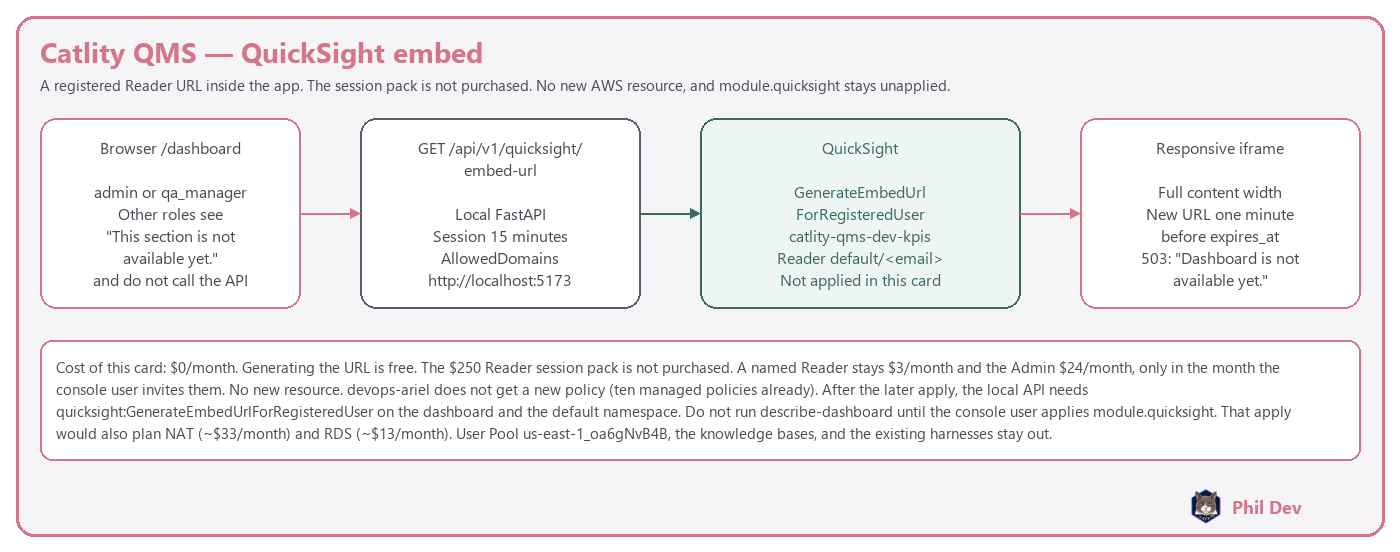 Catlity QMS — QuickSight embed
A registered Reader URL inside the app. The session pack is not purchased. No new AWS resource, and module.quicksight stays unapplied.
Browser /dashboard
admin or qa_manager
Other roles see
"This section is not
available yet."
and do not call the API
GET /api/v1/quicksight/
embed-url
Local FastAPI
Session 15 minutes
AllowedDomains
http://localhost:5173
QuickSight
GenerateEmbedUrl
ForRegisteredUser
catlity-qms-dev-kpis
Reader default/<email>
Not applied in this card
Responsive iframe
Full content width
New URL one minute
before expires_at
503: "Dashboard is not
available yet."
Cost of this card: $0/month. Generating the URL is free. The $250 Reader session pack is not purchased. A named Reader stays $3/month and the Admin $24/month, only in the month the
console user invites them. No new resource. devops-ariel does not get a new policy (ten managed policies already). After the later apply, the local API needs
quicksight:GenerateEmbedUrlForRegisteredUser on the dashboard and the default namespace. Do not run describe-dashboard until the console user applies module.quicksight. That apply
would also plan NAT (~$33/month) and RDS (~$13/month). User Pool us-east-1_oa6gNvB4B, the knowledge bases, and the existing harnesses stay out.
Phil Dev